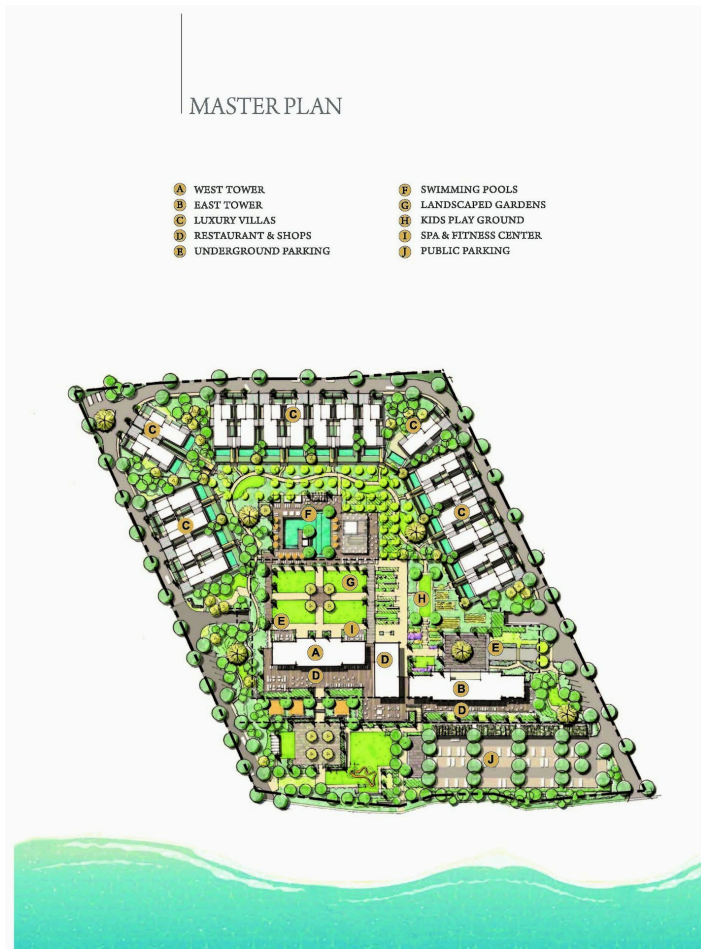 MASTER PLAN
A WEST TOWER
B EAST TOWER
C LUXURY VILLAS
D RESTAURANT & SHOPS
E UNDERGROUND PARKING
F SWIMMING POOLS
G LANDSCAPED GARDENS
H KIDS PLAY GROUND
I SPA & FITNESS CENTER
J PUBLIC PARKING
C
C
C
C
C
F
G
H
E
I
A
D
E
D
B
D
J